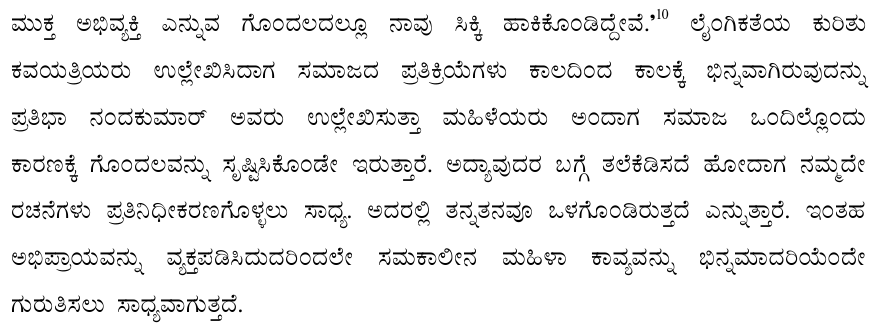 ಮುಕ್ತ ಅಭಿವ್ಯಕ್ತಿ ಎನ್ನುವ ಗೊಂದಲದಲ್ಲೂ ನಾವು ಸಿಕ್ಕಿ ಹಾಕಿಕೊಂಡಿದ್ದೇವೆ.’10 ಲೈಂಗಿಕತೆಯ ಕುರಿತು
ಕವಯತ್ರಿಯರು ಉಲ್ಲೇಖಿಸಿದಾಗ ಸಮಾಜದ ಪ್ರತಿಕ್ರಿಯೆಗಳು ಕಾಲದಿಂದ ಕಾಲಕ್ಕೆ ಭಿನ್ನವಾಗಿರುವುದನ್ನು
ಪ್ರತಿಭಾ ನಂದಕುಮಾರ್ ಅವರು ಉಲ್ಲೇಖಿಸುತ್ತಾ ಮಹಿಳೆಯರು ಅಂದಾಗ ಸಮಾಜ ಒಂದಿಲ್ಲೊಂದು
ಕಾರಣಕ್ಕೆ ಗೊಂದಲವನ್ನು ಸೃಷ್ಟಿಸಿಕೊಂಡೇ ಇರುತ್ತಾರೆ. ಅದ್ಯಾವುದರ ಬಗ್ಗೆ ತಲೆಕೆಡಿಸದೆ ಹೋದಾಗ ನಮ್ಮದೇ
ರಚನೆಗಳು ಪ್ರತಿನಿಧೀಕರಣಗೊಳ್ಳಲು ಸಾಧ್ಯ. ಅದರಲ್ಲಿ ತನ್ನತನವೂ ಒಳಗೊಂಡಿರುತ್ತದೆ ಎನ್ನುತ್ತಾರೆ. ಇಂತಹ
ಅಭಿಪ್ರಾಯವನ್ನು ವ್ಯಕ್ತಪಡಿಸಿದುದರಿಂದಲೇ ಸಮಕಾಲೀನ ಮಹಿಳಾ ಕಾವ್ಯವನ್ನು ಭಿನ್ನಮಾದರಿಯೆಂದೇ
ಗುರುತಿಸಲು ಸಾಧ್ಯವಾಗುತ್ತದೆ.